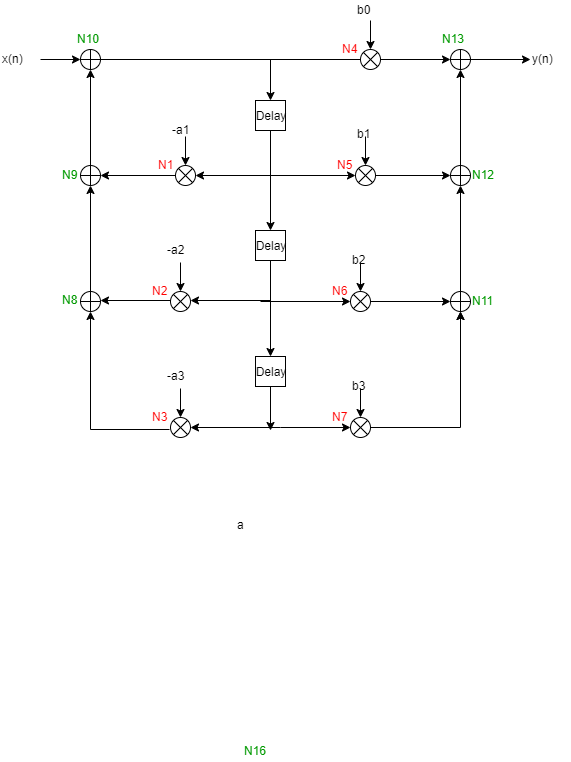 b0
N10
N4
N13
x(n)
y(n)
Delay
-a1
b1
N1
N5
N9
N12
Delay
-a2
b2
N2
N6
N8
N11
Delay
-a3
b3
N3
N7
a
N16